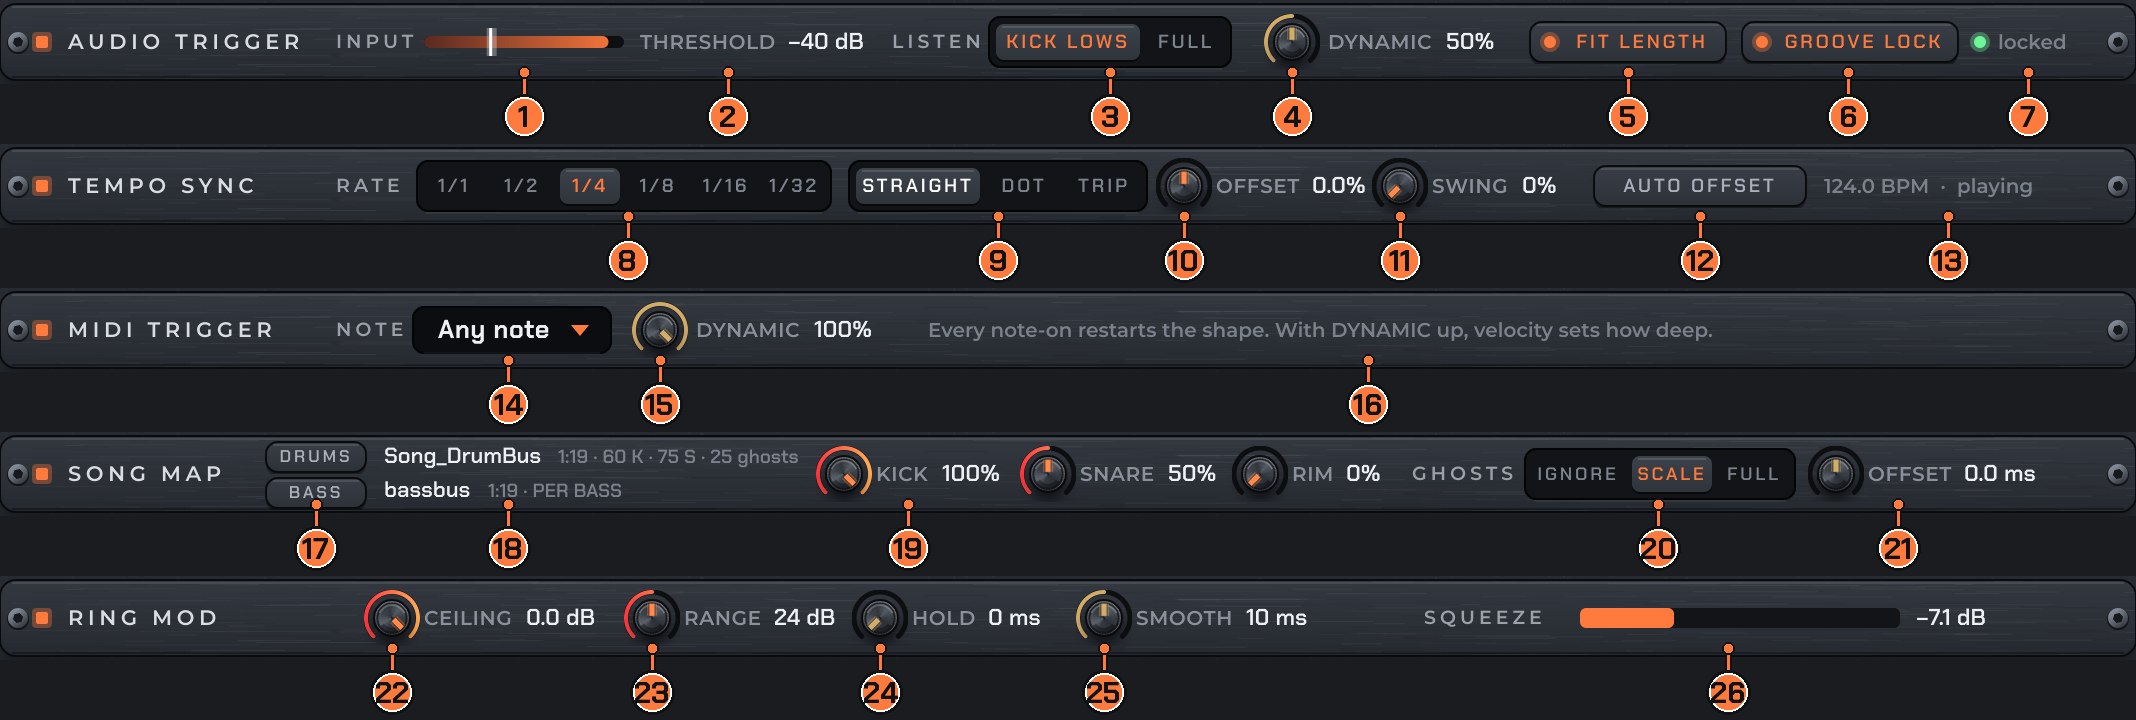 AUDIO TRIGGER INPUT THRESHOLD –40 dB LISTEN KICK LOWS FULL DYNAMIC 50% FIT LENGTH GROOVE LOCK locked
1 2 3 4 5 6 7
TEMPO SYNC RATE 1/1 1/2 1/4 1/8 1/16 1/32 STRAIGHT DOT TRIP OFFSET 0.0% SWING 0% AUTO OFFSET 124.0 BPM · playing
8 9 10 11 12 13
MIDI TRIGGER NOTE Any note DYNAMIC 100% Every note-on restarts the shape. With DYNAMIC up, velocity sets how deep.
14 15 16
DRUMS Song_DrumBus 1:19 · 60 K · 75 S · 25 ghosts
SONG MAP KICK 100% SNARE 50% RIM 0% GHOSTS IGNORE SCALE FULL OFFSET 0.0 ms
BASS bassbus 1:19 · PER BASS
17 18 19 20 21
RING MOD CEILING 0.0 dB RANGE 24 dB HOLD 0 ms SMOOTH 10 ms SQUEEZE –7.1 dB
22 23 24 25 26